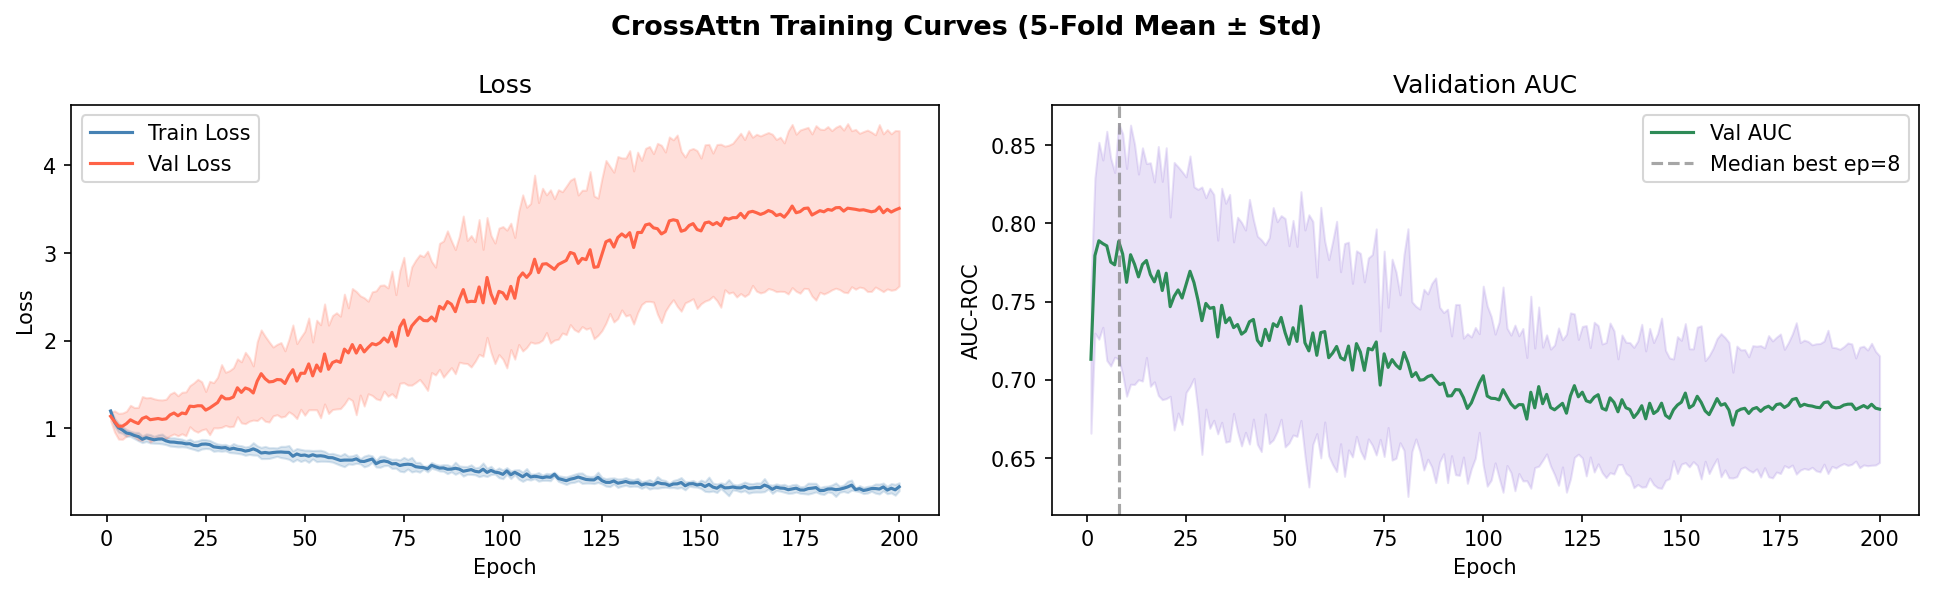 CrossAttn Training Curves (5-Fold Mean ± Std)
Loss
Train Loss
Val Loss
4
3
2
1
Loss
0 25 50 75 100 125 150 175 200
Epoch
Validation AUC
Val AUC
Median best ep=8
0.85
0.80
0.75
0.70
0.65
AUC-ROC
0 25 50 75 100 125 150 175 200
Epoch